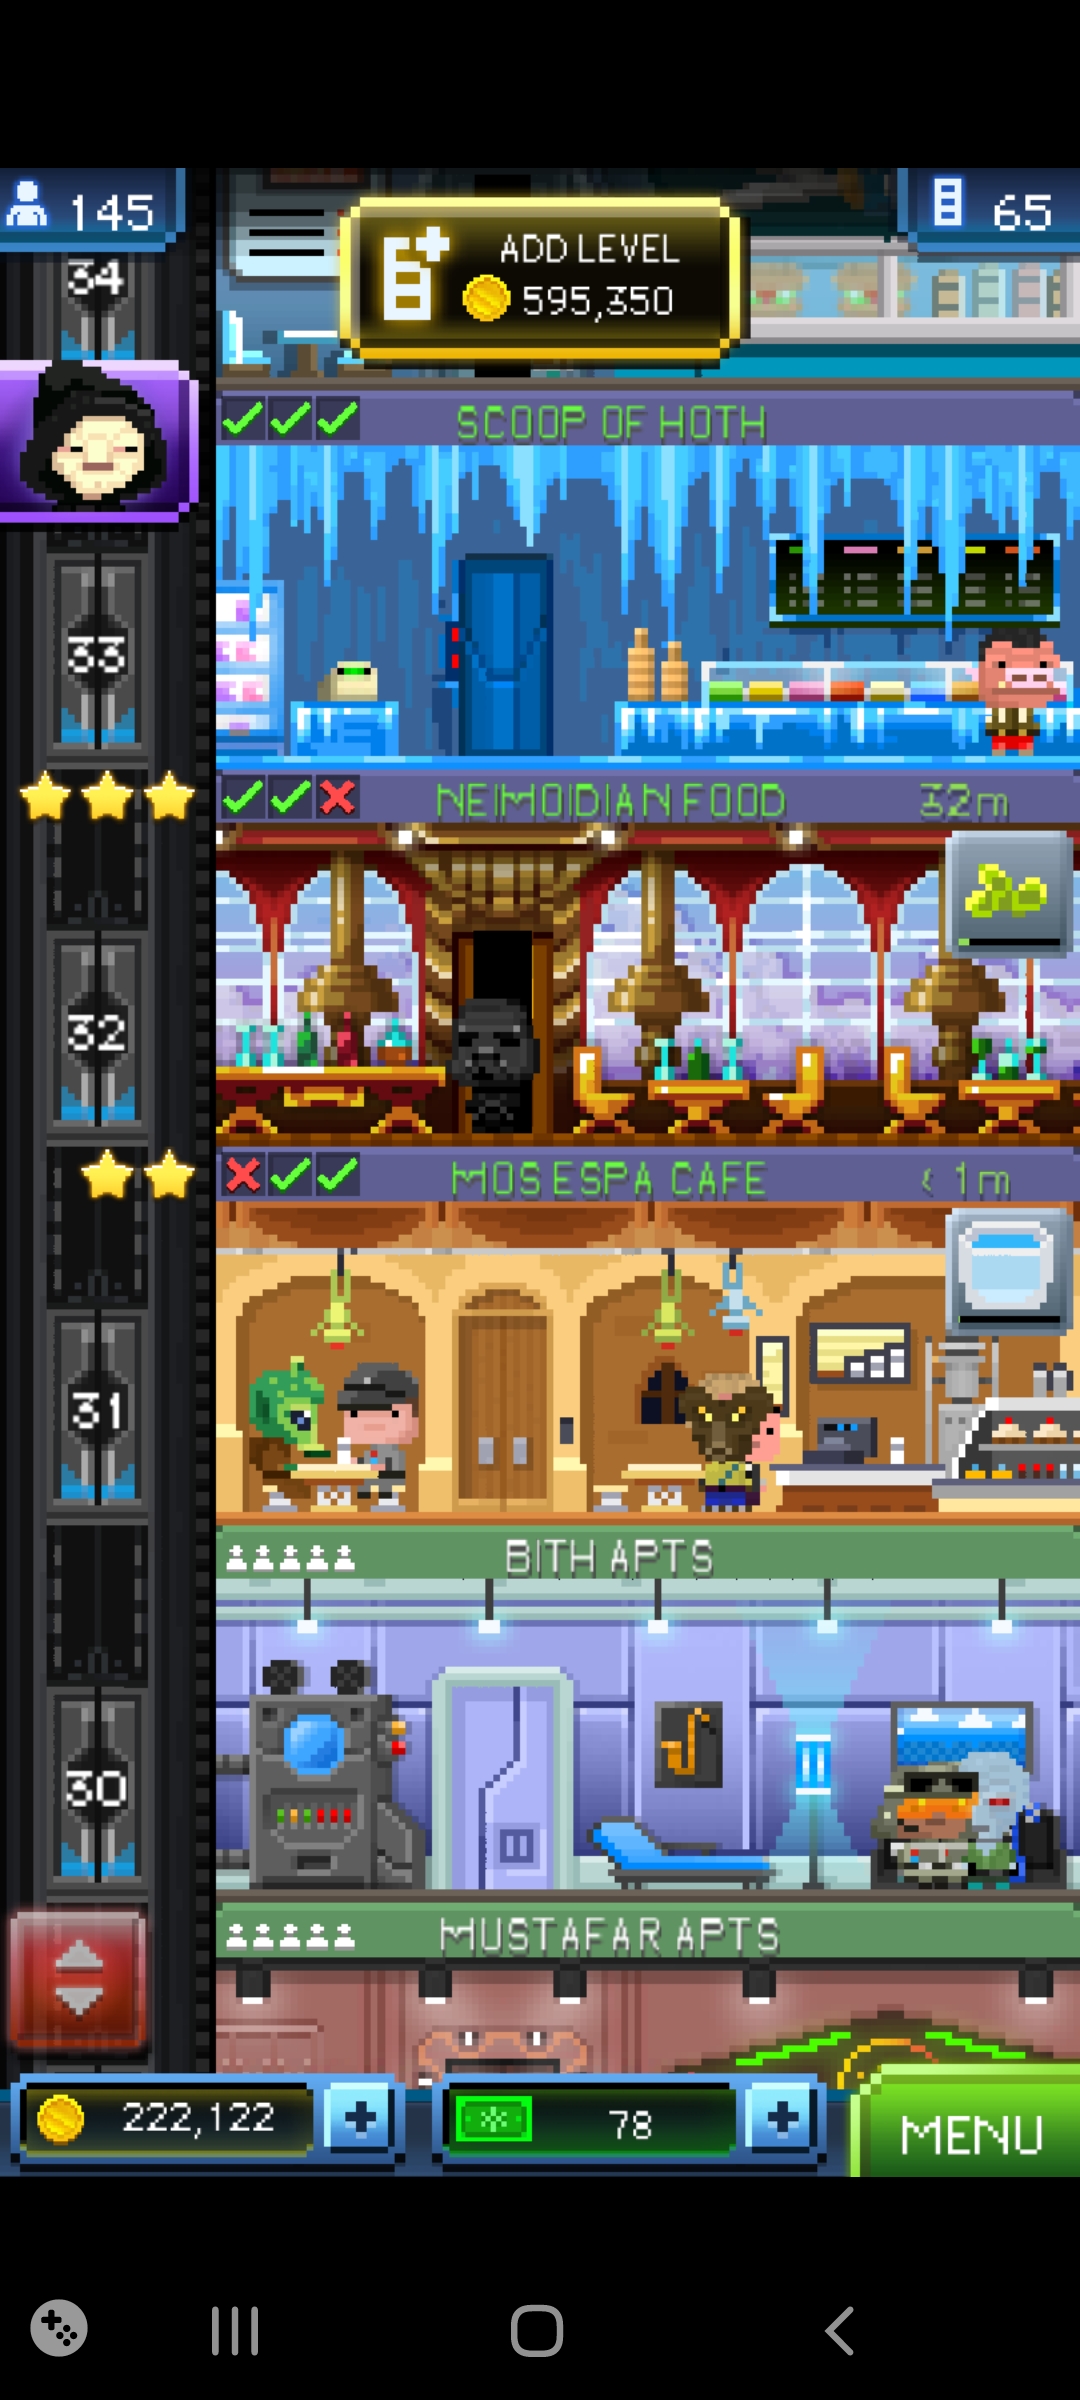 145
65
ADD LEVEL
595,350
34
SCOOP OF HOTH
33
NEIMOIDIAN FOOD
32m
32
MOS ESPA CAFE
< 1m
31
BITH APTS
30
MUSTAFAR APTS
222,122
78
MENU